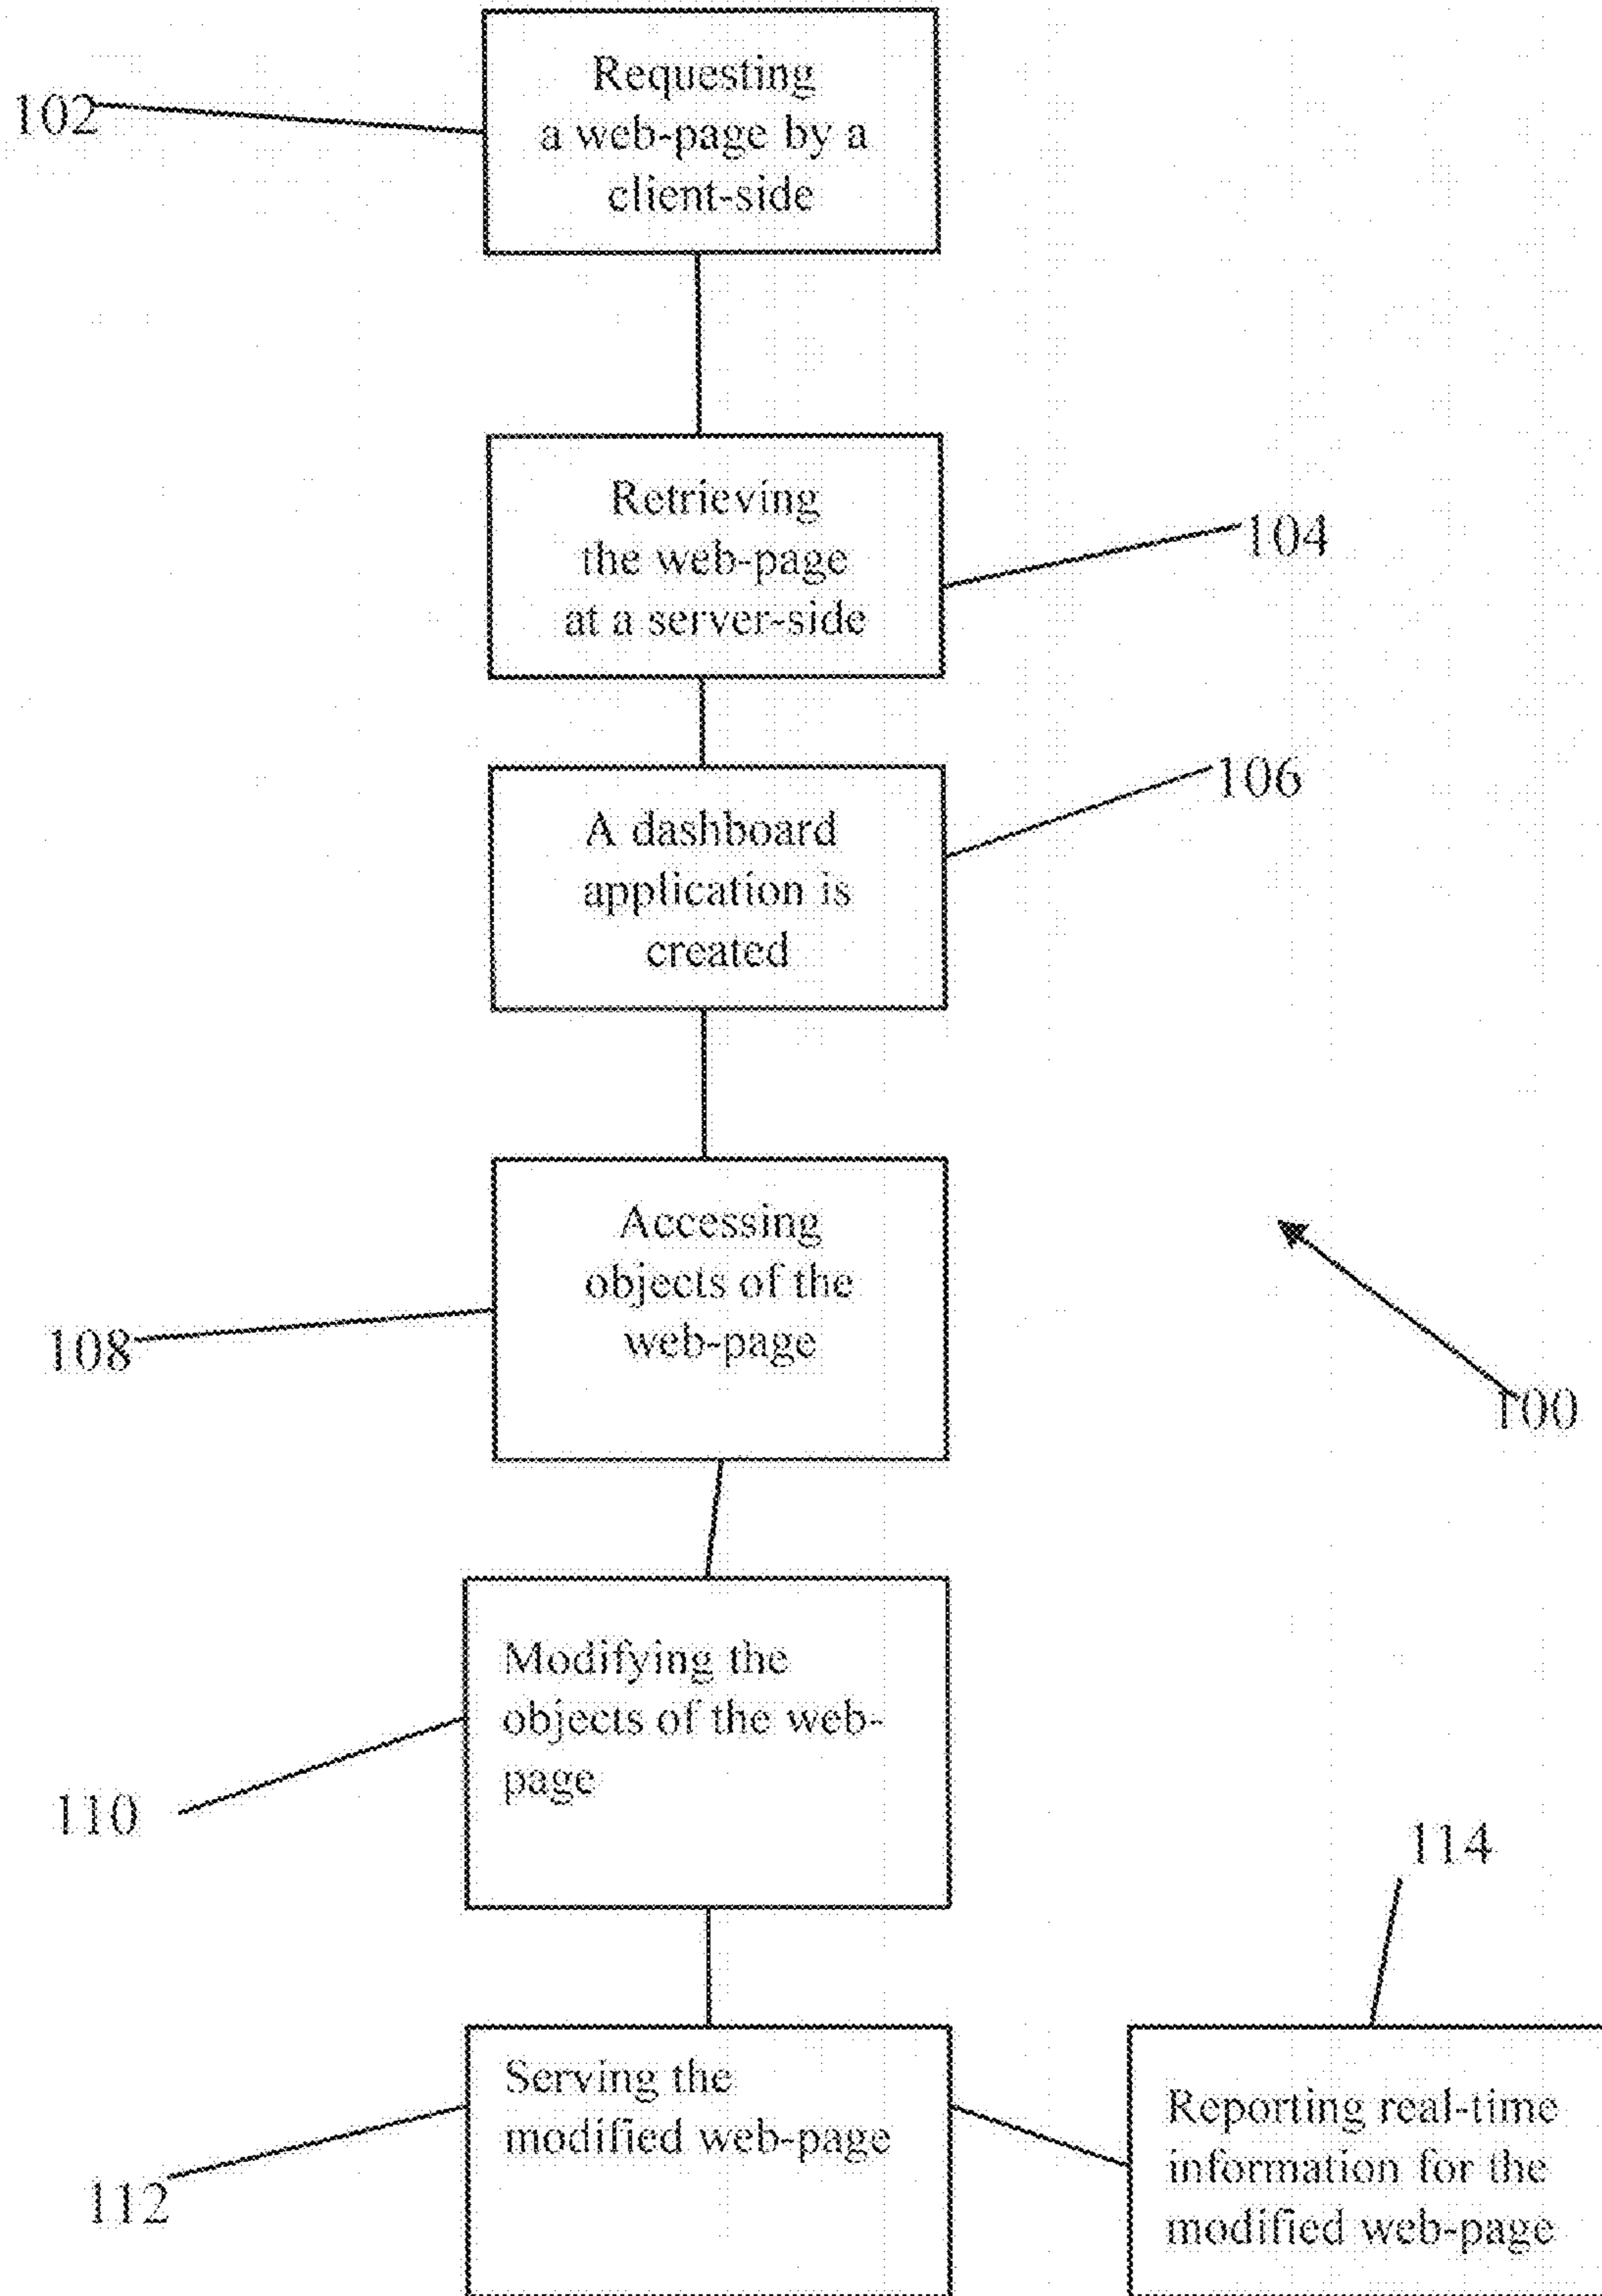 102
Requesting
a web-page by a
client-side
Retrieving
the web-page
at a server-side
104
A dashboard
application is
created
106
108
Accessing
objects of the
web-page
100
110
Modifying the
objects of the web-
page
114
112
Serving the
modified web-page
Reporting real-time
information for the
modified web-page